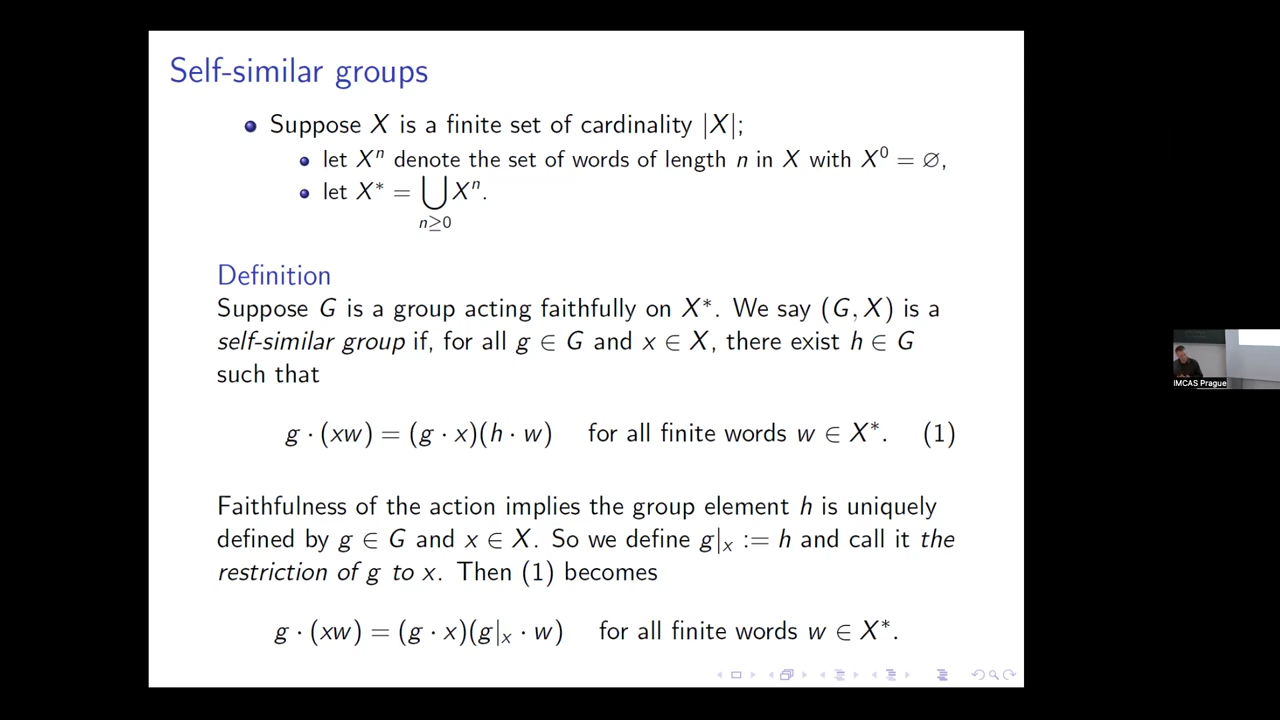 Self-similar groups
Suppose X is a finite set of cardinality |X|;
let Xⁿ denote the set of words of length n in X with X⁰ = ∅,
let X* = ⋃ Xⁿ.
n≥0
Definition
Suppose G is a group acting faithfully on X*. We say (G, X) is a
self-similar group if, for all g ∈ G and x ∈ X, there exist h ∈ G
such that
g · (xw) = (g · x)(h · w) for all finite words w ∈ X*. (1)
Faithfulness of the action implies the group element h is uniquely
defined by g ∈ G and x ∈ X. So we define g|ₓ := h and call it the
restriction of g to x. Then (1) becomes
g · (xw) = (g · x)(g|ₓ · w) for all finite words w ∈ X*.
IMCAS Prague